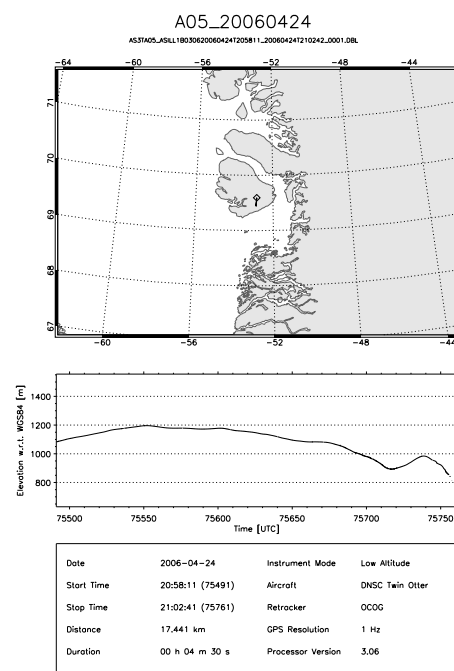 A05_20060424
AS3TA05_ASILL1B030620060424T205811_20060424T210242_0001.DBL
−64 −60 −56 −52 −48 −44
71
70
69
68
67
−60 −56 −52 −48 −44
Elevation w.r.t. WGS84 [m]
1400
1200
1000
800
75500 75550 75600 75650 75700 75750
Time [UTC]
Date 2006−04−24 Instrument Mode Low Altitude
Start Time 20:58:11 (75491) Aircraft DNSC Twin Otter
Stop Time 21:02:41 (75761) Retracker OCOG
Distance 17,441 km GPS Resolution 1 Hz
Duration 00 h 04 m 30 s Processor Version 3.06